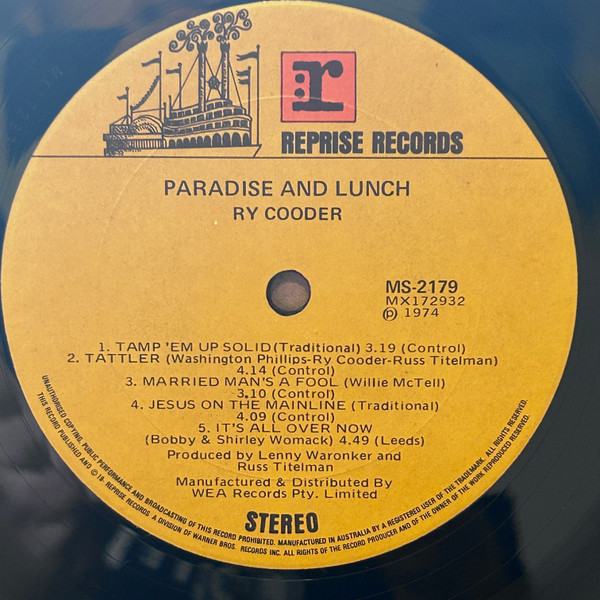 r
REPRISE RECORDS
PARADISE AND LUNCH
RY COODER
MS-2179
MX172932
Ⓟ 1974
1. TAMP 'EM UP SOLID (Traditional) 3.19 (Control)
2. TATTLER (Washington Phillips-Ry Cooder-Russ Titelman)
4.14 (Control)
3. MARRIED MAN'S A FOOL (Willie McTell)
3.10 (Control)
4. JESUS ON THE MAINLINE (Traditional)
4.09 (Control)
5. IT'S ALL OVER NOW
(Bobby & Shirley Womack) 4.49 (Leeds)
Produced by Lenny Waronker and
Russ Titelman
Manufactured & Distributed By
WEA Records Pty. Limited
STEREO
UNAUTHORISED COPYING, PUBLIC PERFORMANCE AND BROADCASTING OF THIS RECORD PROHIBITED. MANUFACTURED IN AUSTRALIA BY A REGISTERED USER OF THE TRADEMARK. ALL RIGHTS RESERVED.
THIS RECORD PUBLISHED AND © 19- REPRISE RECORDS A DIVISION OF WARNER BROS. RECORDS INC. ALL RIGHTS OF THE RECORD PRODUCER AND OF THE OWNER OF THE WORK REPRODUCED RESERVED.